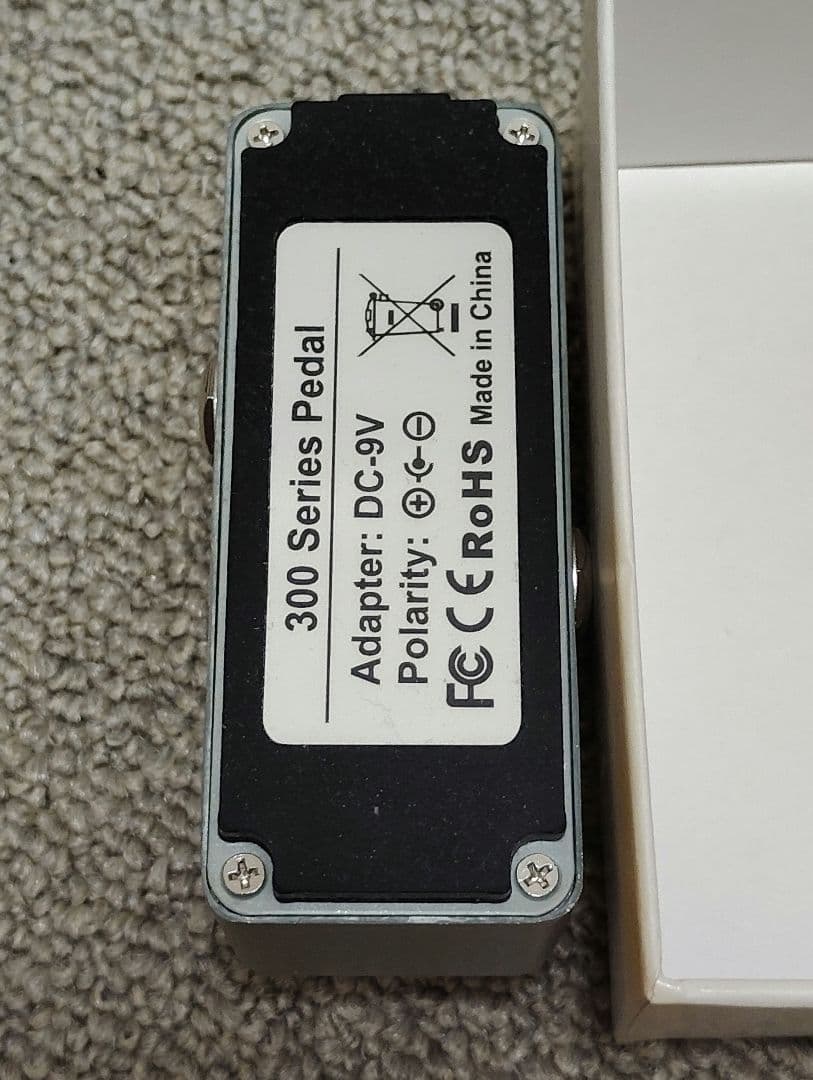 300 Series Pedal
Adapter: DC-9V
Polarity:
FC CE RoHS Made in China